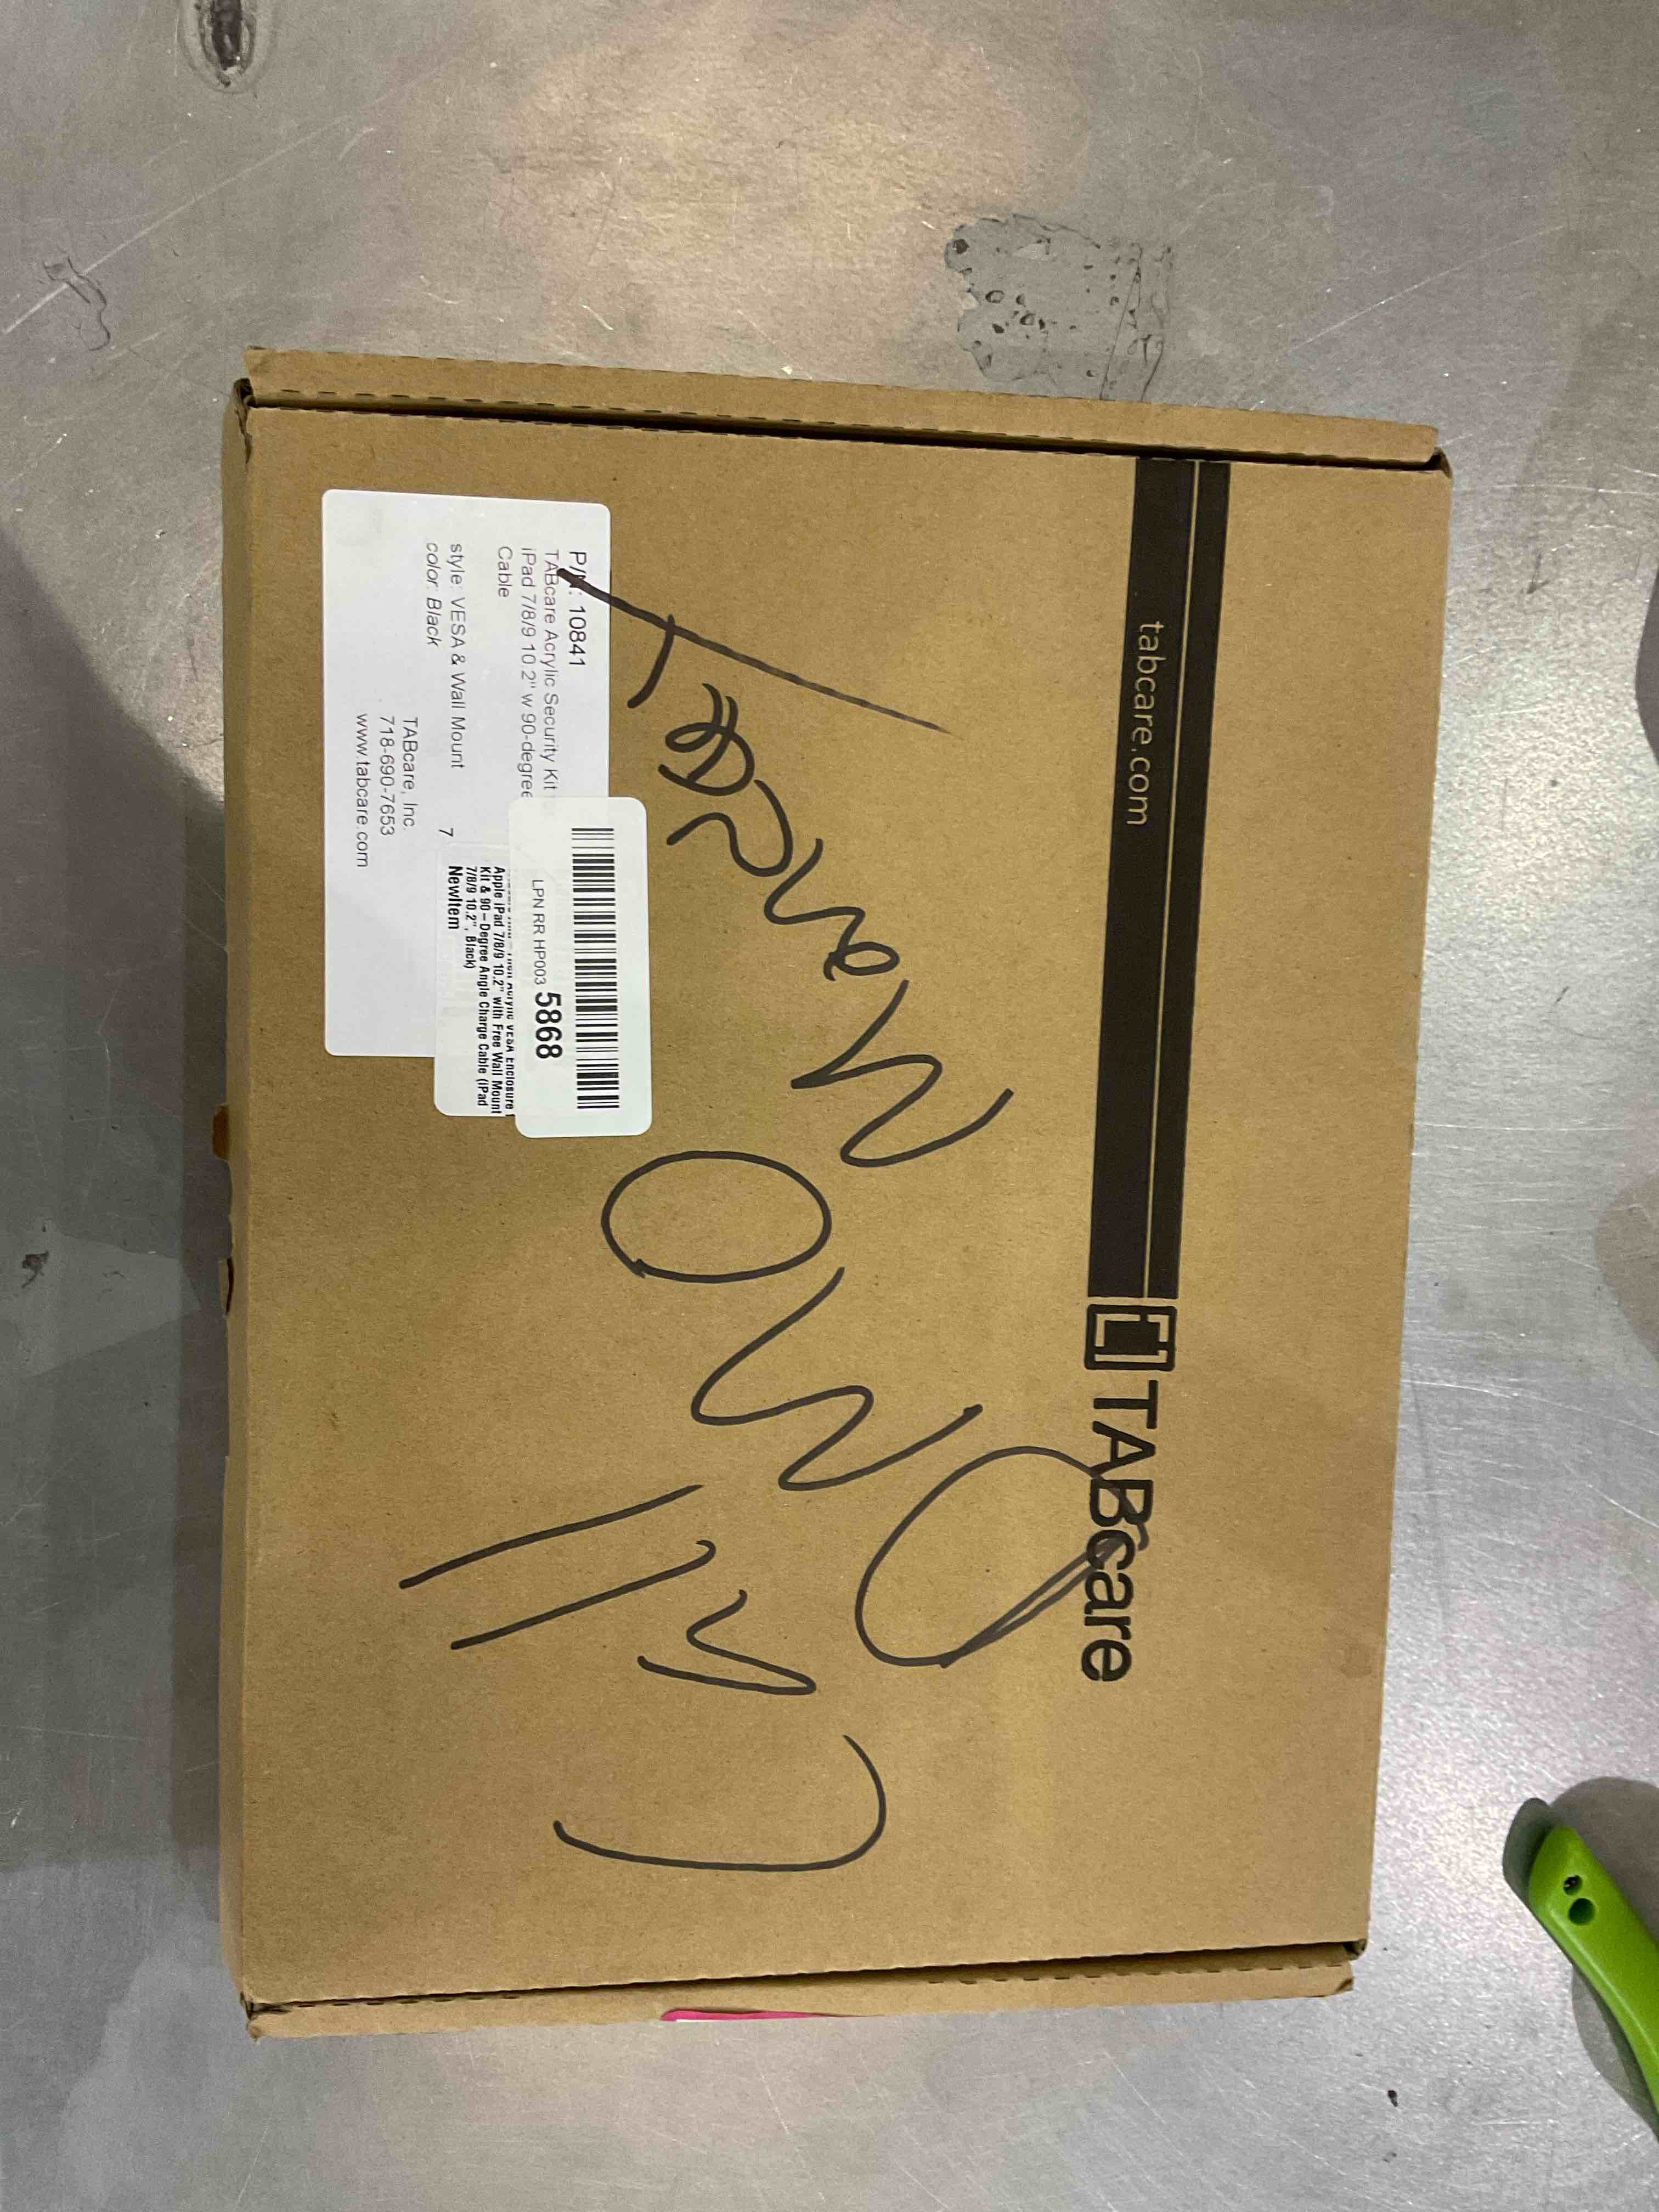 tabcare.com TABcare
P/N: 10841
TABcare Acrylic Security Kit
iPad 7/8/9 10.2" w 90-degree
Cable
style: VESA & Wall Mount 7
color: Black
TABcare, Inc.
718-690-7653
www.tabcare.com
LPN RR HP003 5868
Acrylic VESA Enclosure
Apple iPad 7/8/9 10.2" with Free Wall Mount
Kit & 90 – Degree Angle Charge Cable (iPad
7/8/9 10.2", Black)
NewItem